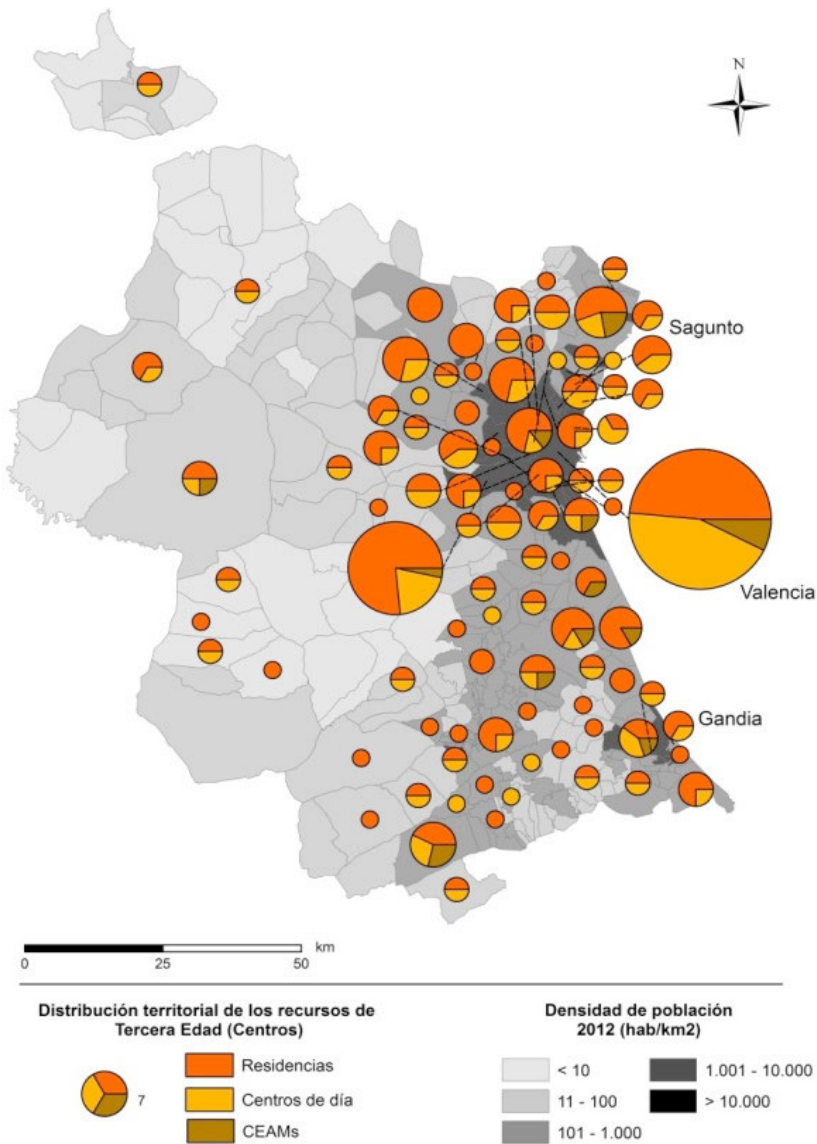 N
Sagunto
Valencia
Gandia
km
0 25 50
Distribución territorial de los recursos de
Tercera Edad (Centros)
7
Residencias
Centros de día
CEAMs
Densidad de población
2012 (hab/km2)
< 10
11 - 100
101 - 1.000
1.001 - 10.000
> 10.000